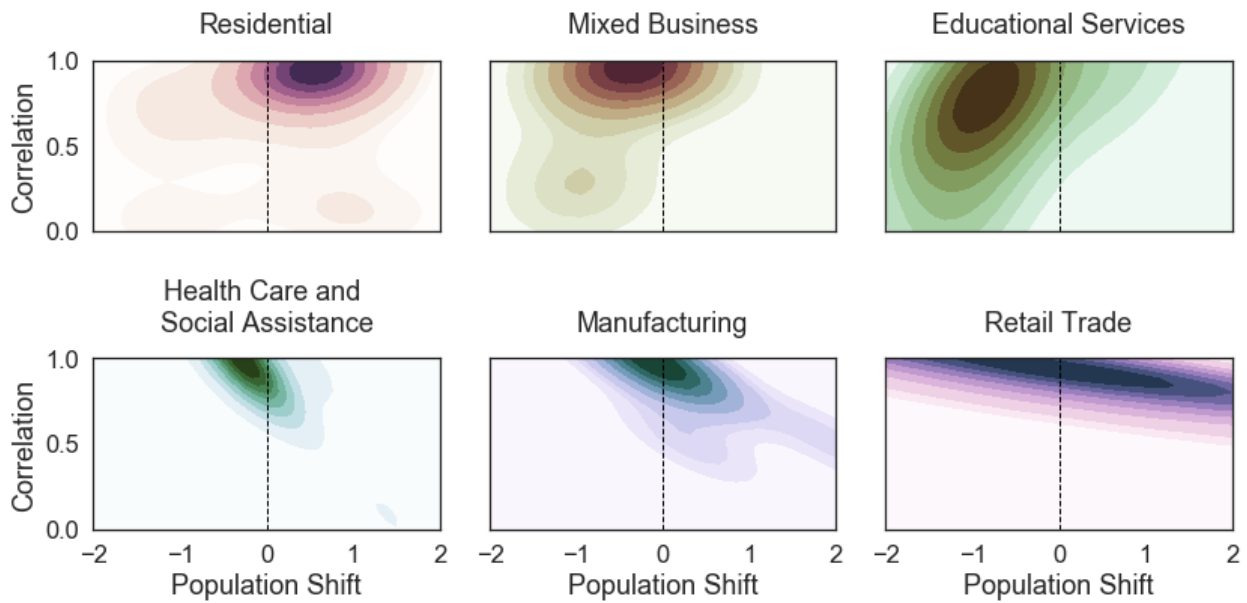 Residential
Mixed Business
Educational Services
Correlation
1.0
0.5
0.0
Health Care and
Social Assistance
Manufacturing
Retail Trade
Correlation
1.0
0.5
0.0
−2 −1 0 1 2
−2 −1 0 1 2
−2 −1 0 1 2
Population Shift
Population Shift
Population Shift